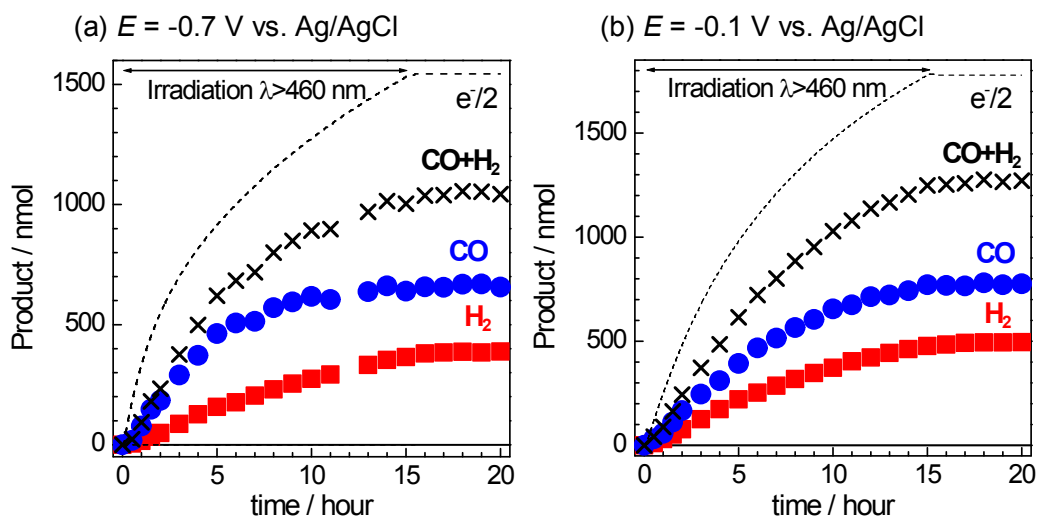 (a) E = -0.7 V vs. Ag/AgCl
Irradiation λ>460 nm
e⁻/2
CO+H₂
CO
H₂
1500
1000
500
0
Product / nmol
0 5 10 15 20
time / hour
(b) E = -0.1 V vs. Ag/AgCl
Irradiation λ>460 nm
e⁻/2
CO+H₂
CO
H₂
1500
1000
500
0
Product / nmol
0 5 10 15 20
time / hour